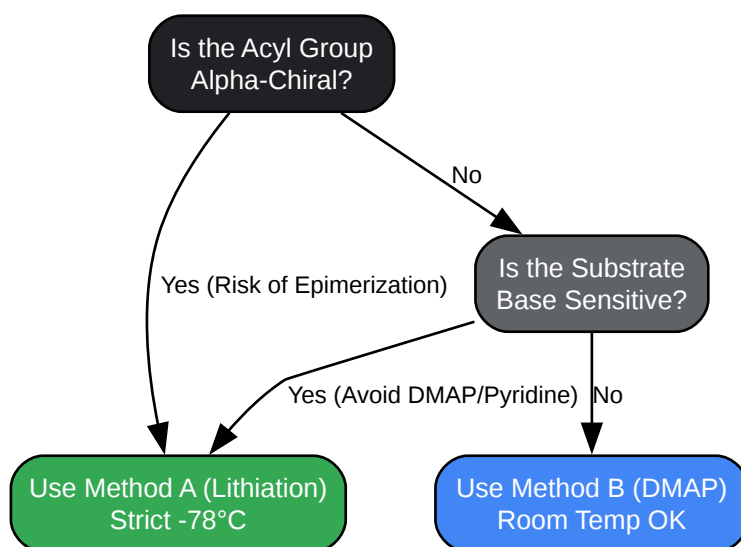 Is the Acyl Group
Alpha-Chiral?
No
Is the Substrate
Base Sensitive?
Yes (Risk of Epimerization)
Yes (Avoid DMAP/Pyridine)
No
Use Method A (Lithiation)
Strict -78°C
Use Method B (DMAP)
Room Temp OK